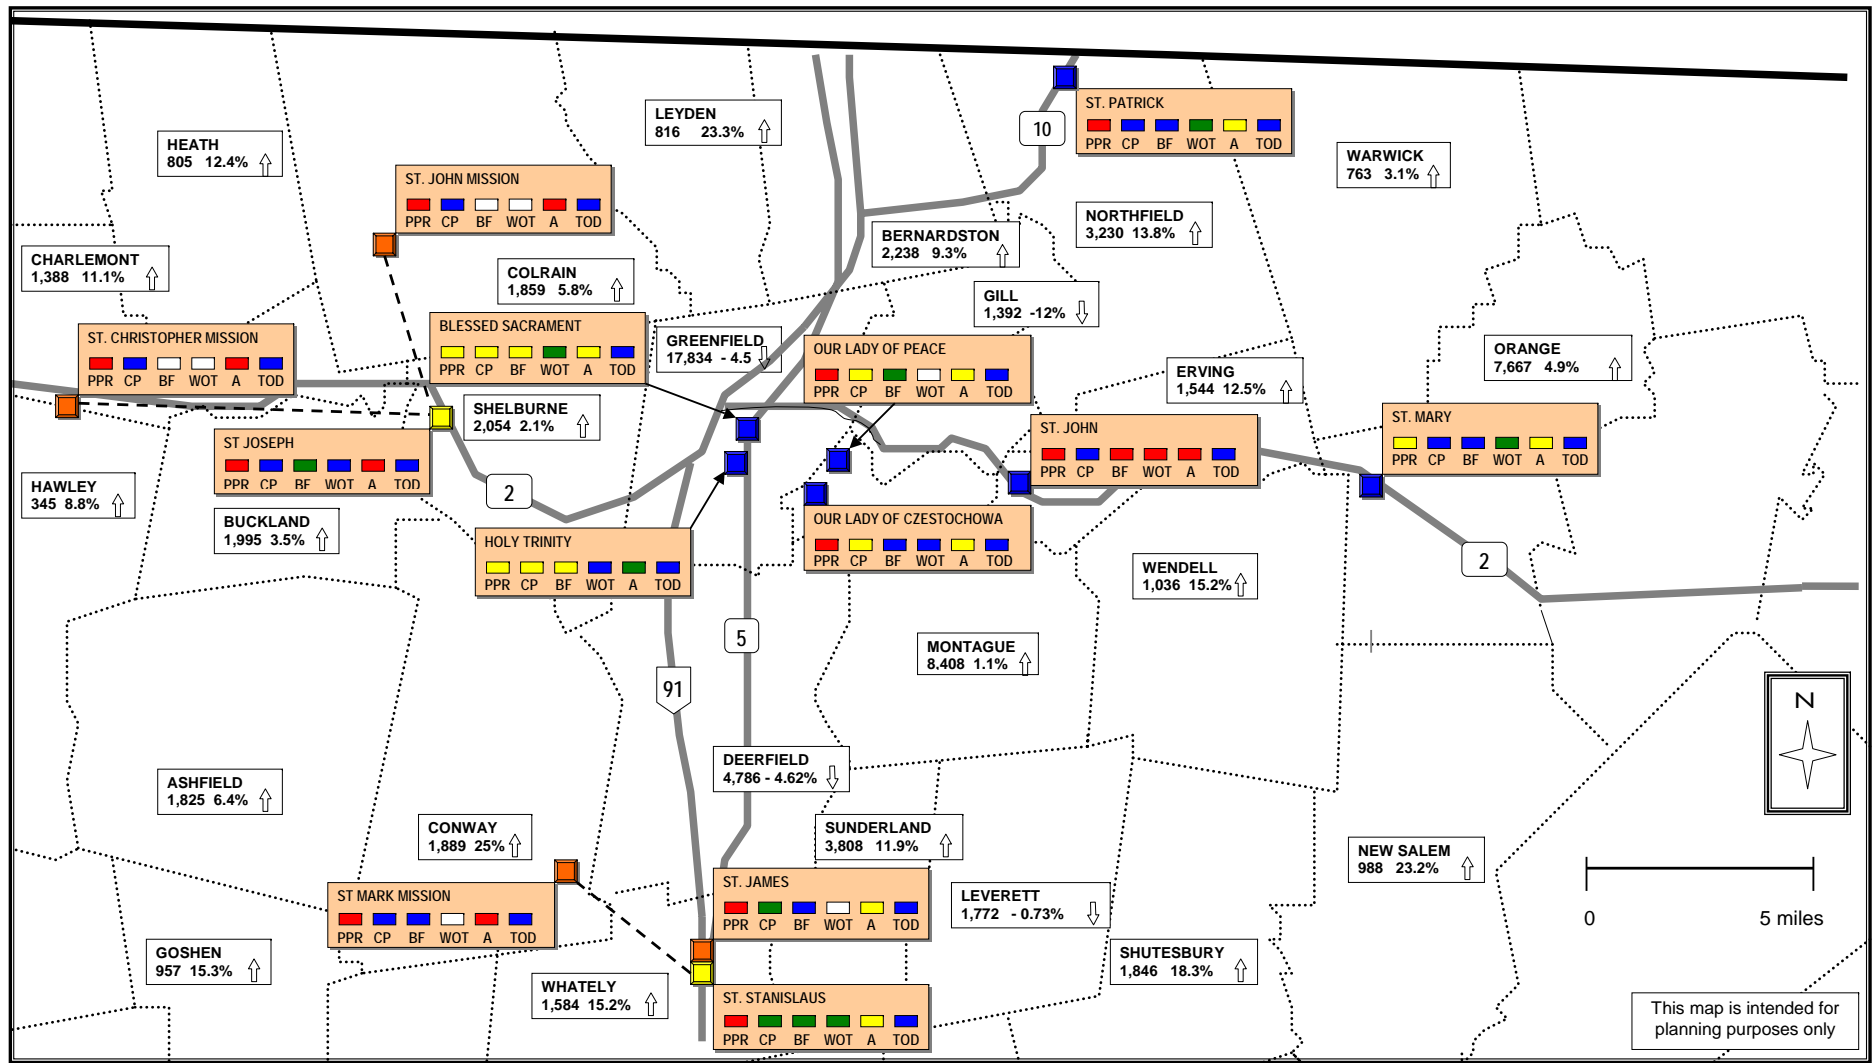 ST. PATRICK
PPR CP BF WOT A TOD
10
LEYDEN
816 23.3%
HEATH
805 12.4%
WARWICK
763 3.1%
ST. JOHN MISSION
PPR CP BF WOT A TOD
NORTHFIELD
3,230 13.8%
BERNARDSTON
2,238 9.3%
CHARLEMONT
1,388 11.1%
COLRAIN
1,859 5.8%
GILL
1,392 -12%
ST. CHRISTOPHER MISSION
PPR CP BF WOT A TOD
BLESSED SACRAMENT
PPR CP BF WOT A TOD
GREENFIELD
17,834 - 4.5
OUR LADY OF PEACE
PPR CP BF WOT A TOD
ORANGE
7,667 4.9%
ERVING
1,544 12.5%
SHELBURNE
2,054 2.1%
ST. MARY
PPR CP BF WOT A TOD
ST JOSEPH
PPR CP BF WOT A TOD
ST. JOHN
PPR CP BF WOT A TOD
HAWLEY
345 8.8%
2
BUCKLAND
1,995 3.5%
OUR LADY OF CZESTOCHOWA
PPR CP BF WOT A TOD
HOLY TRINITY
PPR CP BF WOT A TOD
WENDELL
1,036 15.2%
2
5
MONTAGUE
8,408 1.1%
91
N
DEERFIELD
4,786 - 4.62%
ASHFIELD
1,825 6.4%
CONWAY
1,889 25%
SUNDERLAND
3,808 11.9%
NEW SALEM
988 23.2%
ST MARK MISSION
PPR CP BF WOT A TOD
ST. JAMES
PPR CP BF WOT A TOD
LEVERETT
1,772 - 0.73%
0 5 miles
GOSHEN
957 15.3%
SHUTESBURY
1,846 18.3%
WHATELY
1,584 15.2%
ST. STANISLAUS
PPR CP BF WOT A TOD
This map is intended for
planning purposes only